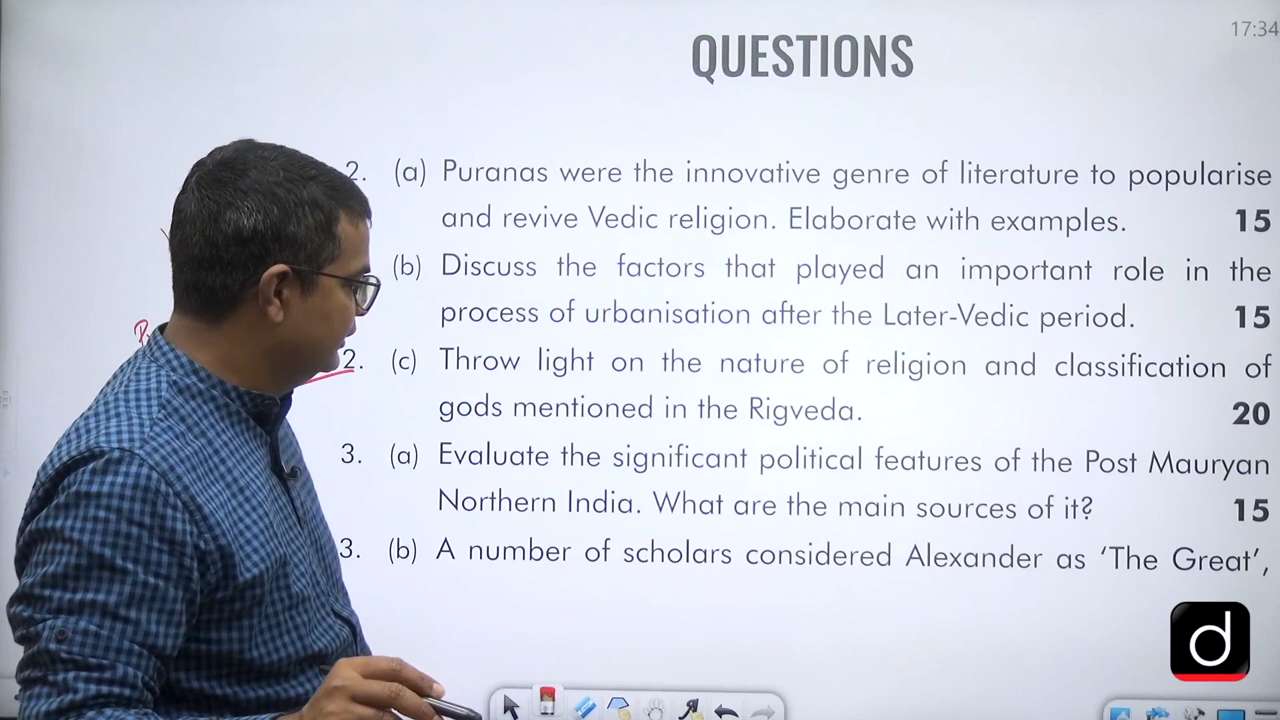 17:34
QUESTIONS
2. (a) Puranas were the innovative genre of literature to popularise
and revive Vedic religion. Elaborate with examples. 15
(b) Discuss the factors that played an important role in the
process of urbanisation after the Later-Vedic period. 15
2. (c) Throw light on the nature of religion and classification of
gods mentioned in the Rigveda. 20
3. (a) Evaluate the significant political features of the Post Mauryan
Northern India. What are the main sources of it? 15
3. (b) A number of scholars considered Alexander as ‘The Great’,
d